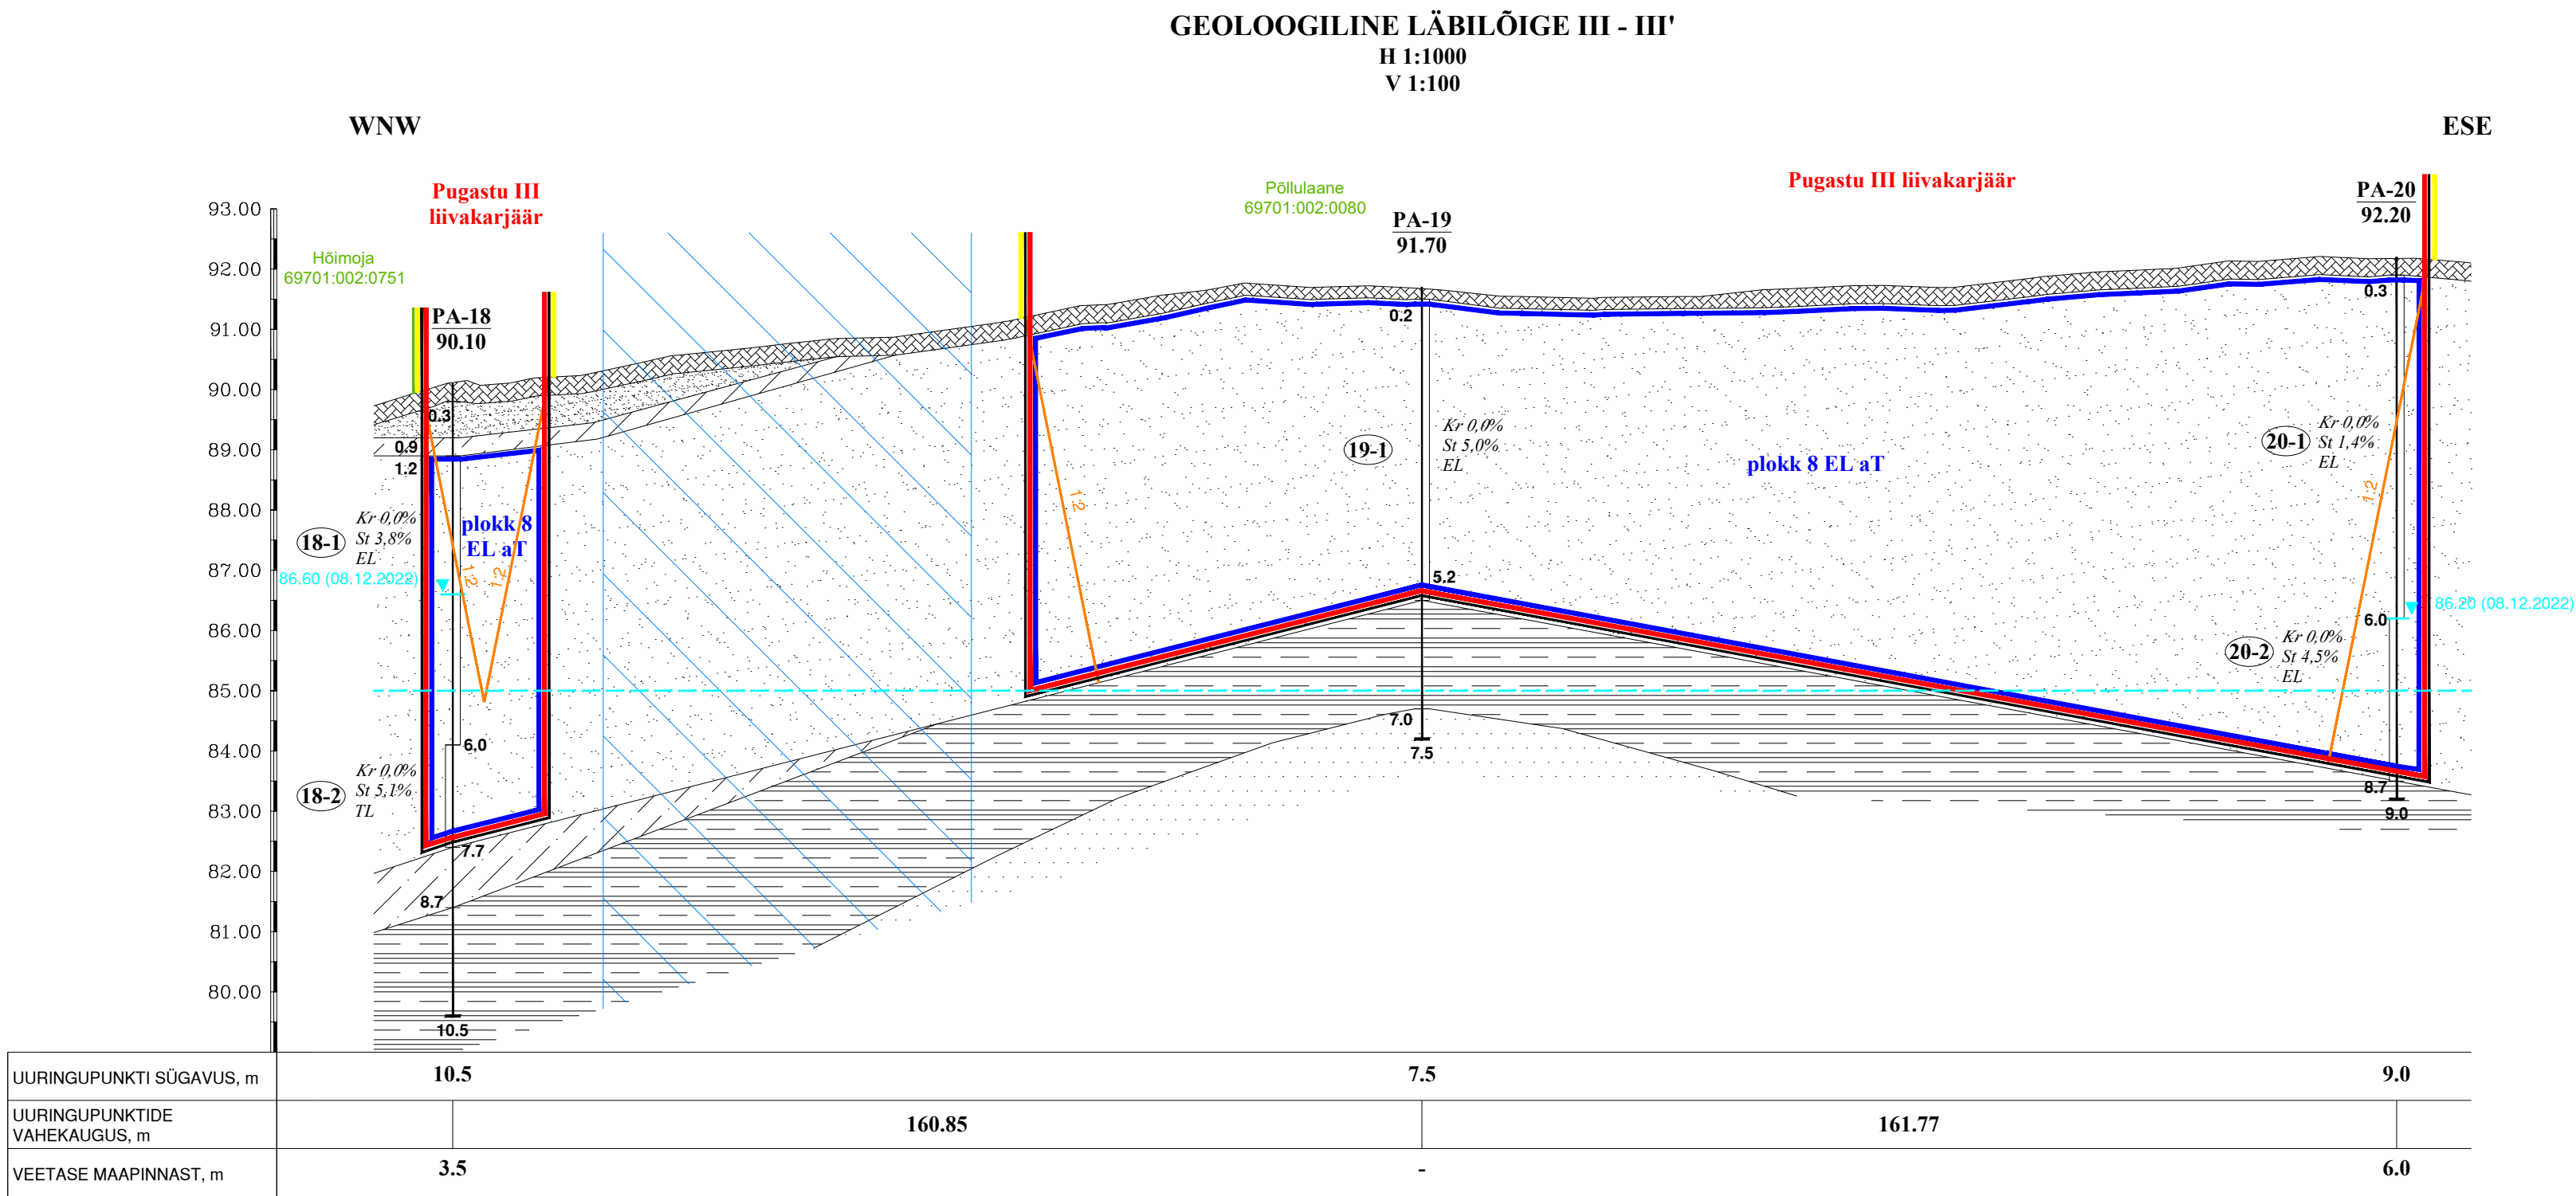 GEOLOOGILINE LÄBILÕIGE III - III'
H 1:1000
V 1:100
WNW
ESE
Pugastu III
liivakarjäär
Põllulaane
69701:002:0080
Pugastu III liivakarjäär
PA-18
90.10
PA-19
91.70
PA-20
92.20
Hõimoja
69701:002:0751
93.00
92.00
91.00
90.00
89.00
88.00
87.00
86.00
85.00
84.00
83.00
82.00
81.00
80.00
0.3
0.9
1.2
6.0
7.7
8.7
10.5
18-1
Kr 0,0%
St 3,8%
EL
86.60 (08.12.2022)
plokk 8
EL aT
1:2
1:2
18-2
Kr 0,0%
St 5,1%
TL
1:2
0.2
19-1
Kr 0,0%
St 5,0%
EL
5.2
7.0
7.5
plokk 8 EL aT
0.3
20-1
Kr 0,0%
St 1,4%
EL
1:2
86.20 (08.12.2022)
6.0
20-2
Kr 0,0%
St 4,5%
EL
8.7
9.0
UURINGUPUNKTI SÜGAVUS, m
10.5
7.5
9.0
UURINGUPUNKTIDE
VAHEKAUGUS, m
160.85
161.77
VEETASE MAAPINNAST, m
3.5
-
6.0